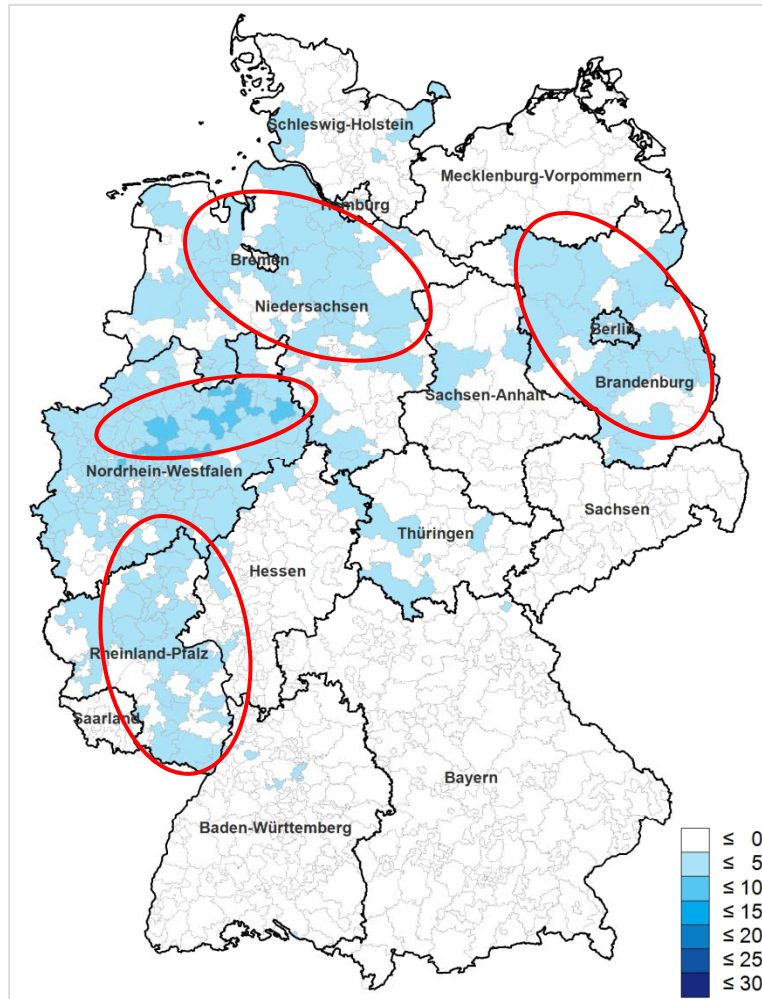 Schleswig-Holstein
Mecklenburg-Vorpommern
Hamburg
Bremen
Niedersachsen
Berlin
Brandenburg
Sachsen-Anhalt
Nordrhein-Westfalen
Sachsen
Thüringen
Hessen
Rheinland-Pfalz
Saarland
Bayern
Baden-Württemberg
≤ 0
≤ 5
≤ 10
≤ 15
≤ 20
≤ 25
≤ 30